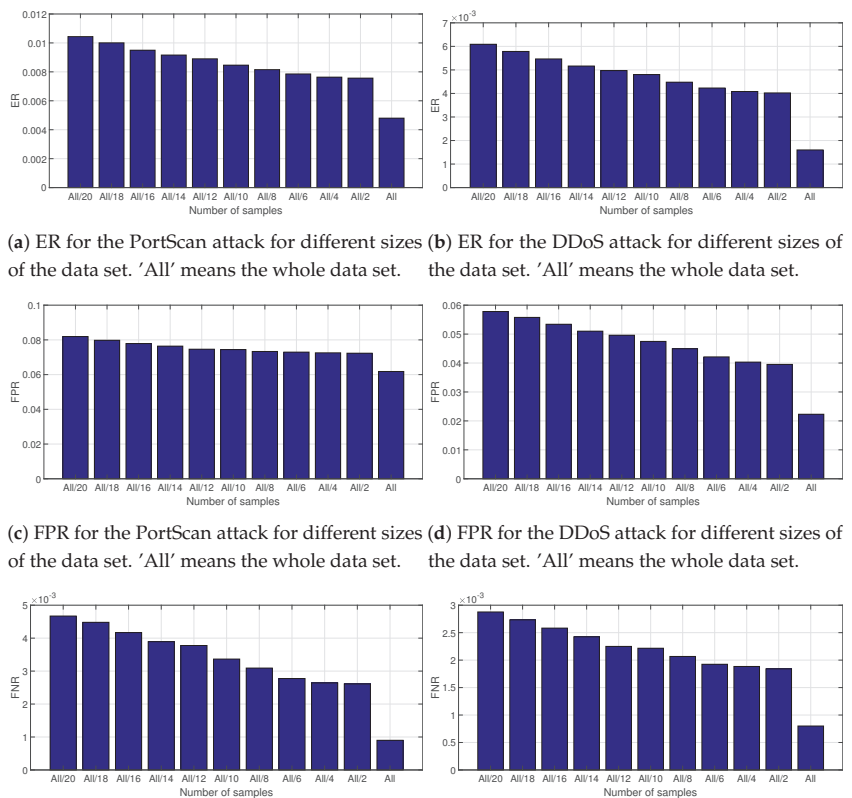 0.012
0.01
0.008
0.006
0.004
0.002
0
ER
All/20 All/18 All/16 All/14 All/12 All/10 All/8 All/6 All/4 All/2 All
Number of samples
×10⁻³
7
6
5
4
3
2
1
0
ER
All/20 All/18 All/16 All/14 All/12 All/10 All/8 All/6 All/4 All/2 All
Number of samples
(a) ER for the PortScan attack for different sizes
of the data set. ’All’ means the whole data set.
(b) ER for the DDoS attack for different sizes of
the data set. ’All’ means the whole data set.
0.1
0.08
0.06
0.04
0.02
0
FPR
All/20 All/18 All/16 All/14 All/12 All/10 All/8 All/6 All/4 All/2 All
Number of samples
0.06
0.05
0.04
0.03
0.02
0.01
0
FPR
All/20 All/18 All/16 All/14 All/12 All/10 All/8 All/6 All/4 All/2 All
Number of samples
(c) FPR for the PortScan attack for different sizes
of the data set. ’All’ means the whole data set.
(d) FPR for the DDoS attack for different sizes of
the data set. ’All’ means the whole data set.
×10⁻³
5
4
3
2
1
0
FNR
All/20 All/18 All/16 All/14 All/12 All/10 All/8 All/6 All/4 All/2 All
Number of samples
×10⁻³
3
2.5
2
1.5
1
0.5
0
FNR
All/20 All/18 All/16 All/14 All/12 All/10 All/8 All/6 All/4 All/2 All
Number of samples